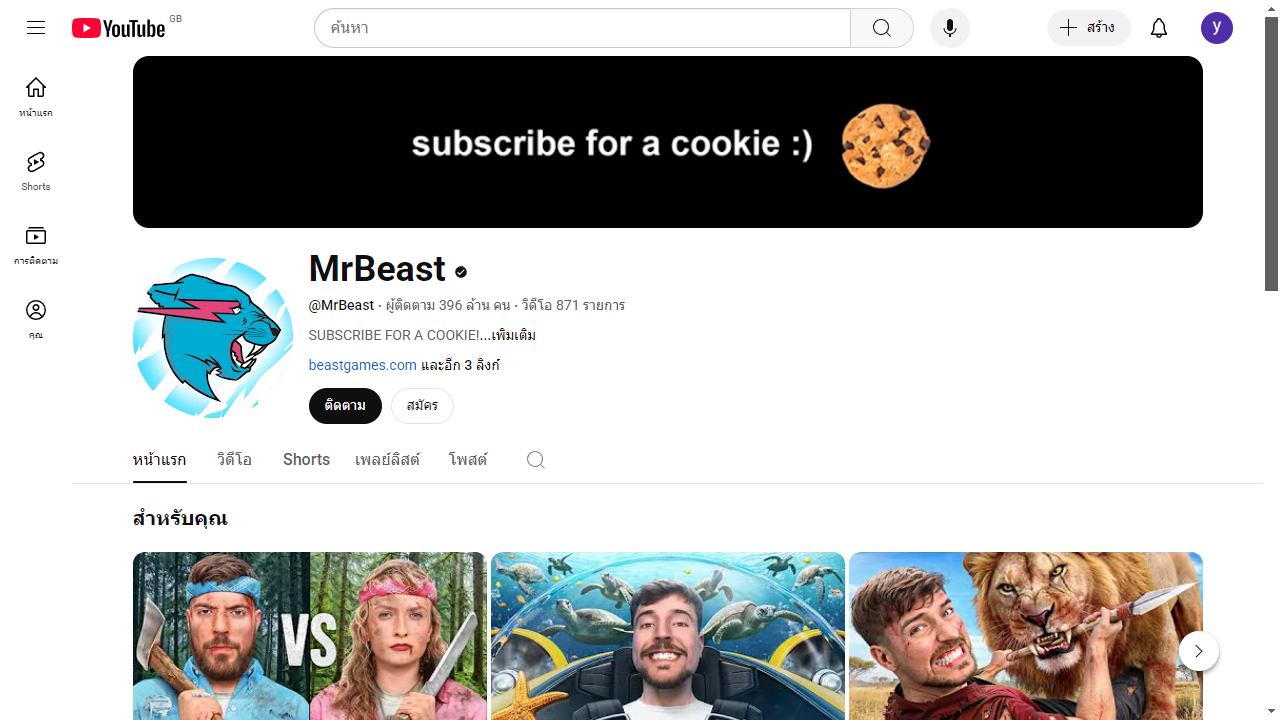 YouTube GB
ค้นหา
สร้าง
y
หน้าแรก
Shorts
การติดตาม
คุณ
subscribe for a cookie :)
MrBeast
@MrBeast • ผู้ติดตาม 396 ล้าน คน • วิดีโอ 871 รายการ
SUBSCRIBE FOR A COOKIE!...เพิ่มเติม
beastgames.com และอีก 3 ลิงก์
ติดตาม สมัคร
หน้าแรก วิดีโอ Shorts เพลย์ลิสต์ โพสต์
สำหรับคุณ
VS